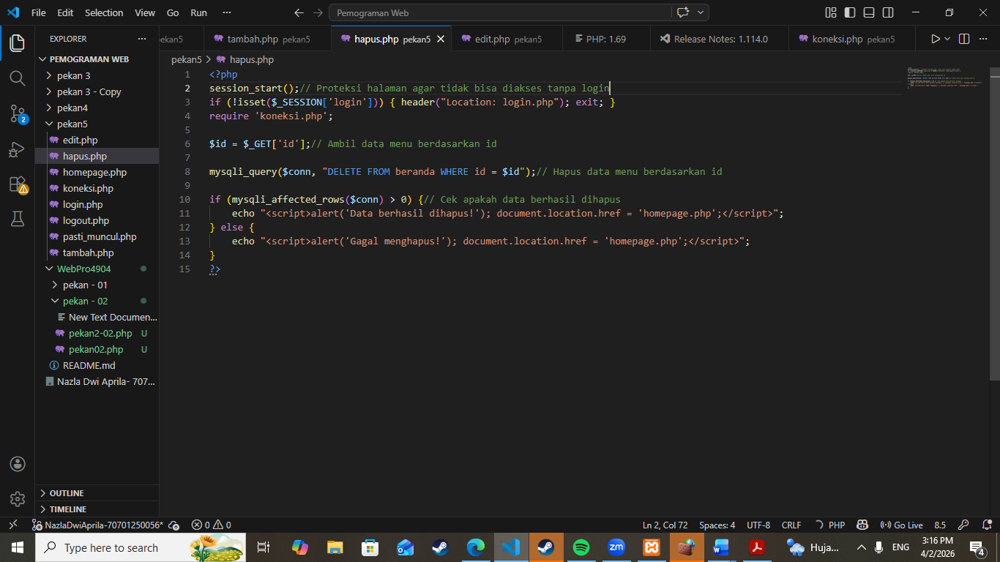 File Edit Selection View Go Run ···
Pemograman Web
EXPLORER ···
ekan5
tambah.php pekan5
hapus.php pekan5
edit.php pekan5
PHP: 1.69
Release Notes: 1.114.0
koneksi.php pekan5
···
POMOGRAMAN WEB
pekan 3
pekan 3 - Copy
pekan4
pekan5
edit.php
hapus.php
homepage.php
koneksi.php
login.php
logout.php
pasti_muncul.php
tambah.php
WebPro4904
pekan - 01
pekan - 02
New Text Documen...
pekan2-02.php U
pekan02.php U
README.md
Nazla Dwi Aprila- 707...
OUTLINE
TIMELINE
2
pekan5 > hapus.php
1 <?php
2 session_start();// Proteksi halaman agar tidak bisa diakses tanpa login
3 if (!isset($_SESSION['login'])) { header("Location: login.php"); exit; }
4 require 'koneksi.php';
5
6 $id = $_GET['id'];// Ambil data menu berdasarkan id
7
8 mysqli_query($conn, "DELETE FROM beranda WHERE id = $id");// Hapus data menu berdasarkan id
9
10 if (mysqli_affected_rows($conn) > 0) {// Cek apakah data berhasil dihapus
11 echo "<script>alert('Data berhasil dihapus!'); document.location.href = 'homepage.php';</script>";
12 } else {
13 echo "<script>alert('Gagal menghapus!'); document.location.href = 'homepage.php';</script>";
14 }
15 ?>
NazlaDwiAprila-70701250056* 0 0
Ln 2, Col 72 Spaces: 4 UTF-8 CRLF PHP Go Live 8.5
Type here to search
zm
Huja...
ENG
3:16 PM
4/2/2026
4